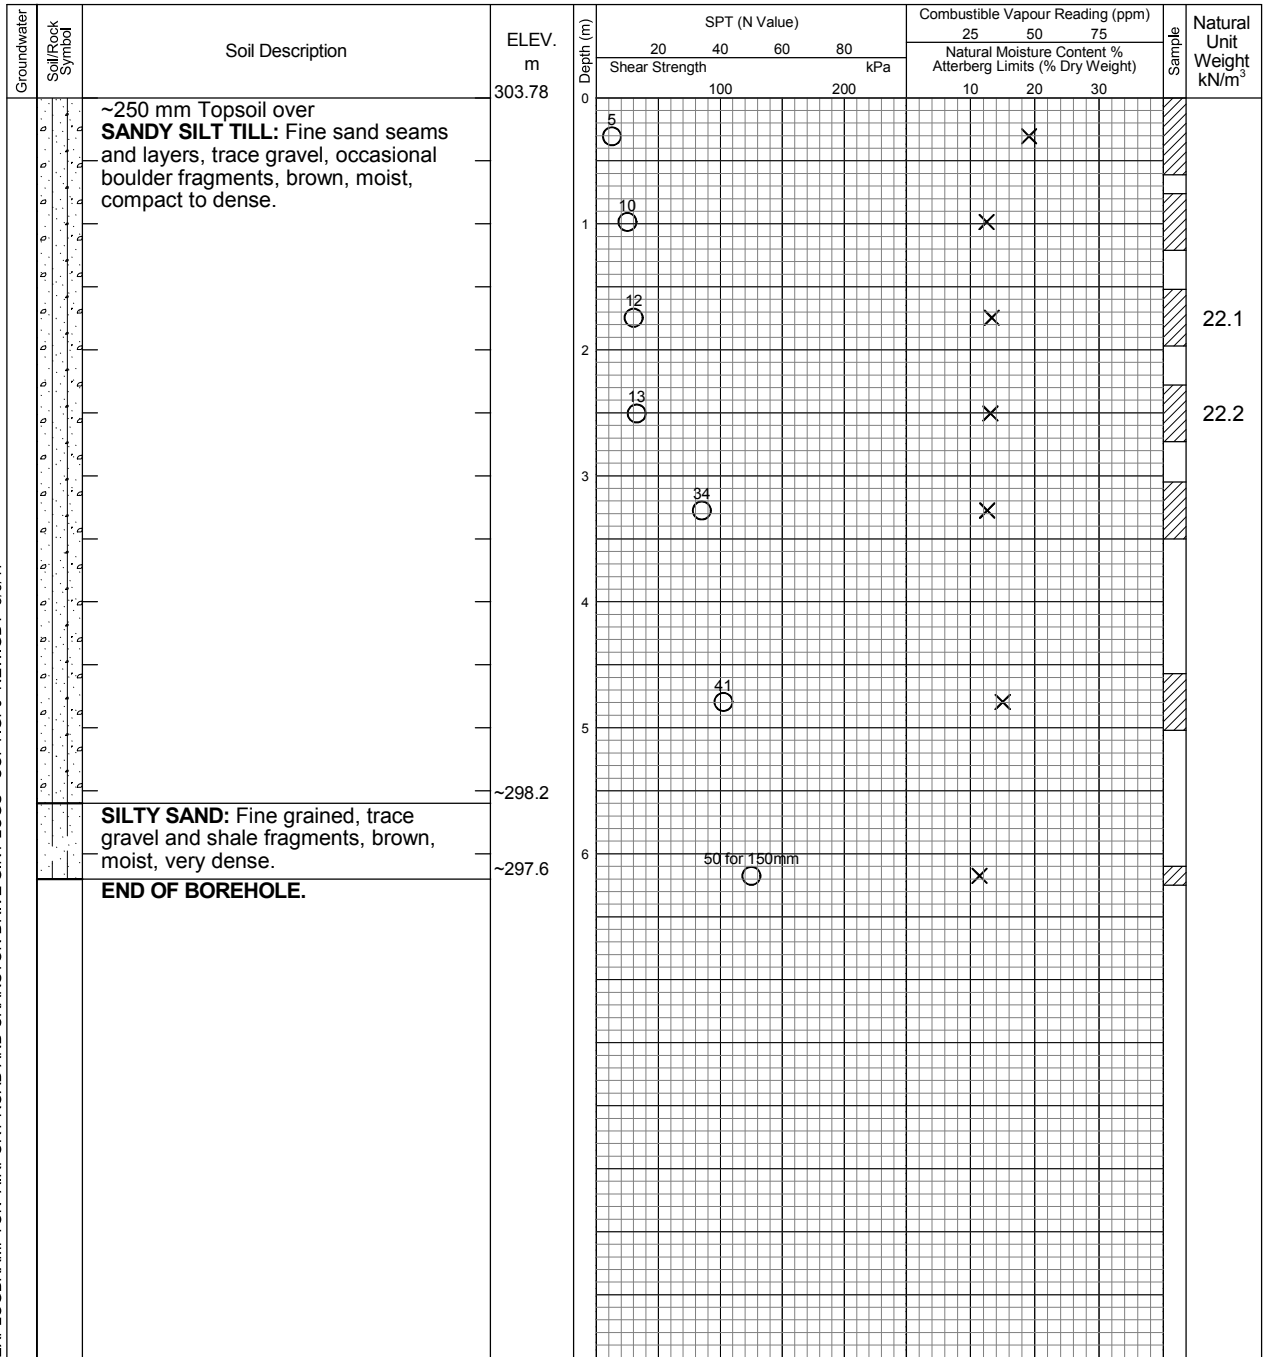 Groundwater
Soil/Rock
Symbol
Soil Description
ELEV.
m
303.78
Depth (m)
SPT (N Value)
20 40 60 80
Shear Strength kPa
100 200
Combustible Vapour Reading (ppm)
25 50 75
Natural Moisture Content %
Atterberg Limits (% Dry Weight)
10 20 30
Sample
Natural
Unit
Weight
kN/m³
0
~250 mm Topsoil over
SANDY SILT TILL: Fine sand seams
and layers, trace gravel, occasional
boulder fragments, brown, moist,
compact to dense.
5
10
1
12
22.1
2
13
22.2
3
34
4
41
5
~298.2
SILTY SAND: Fine grained, trace
gravel and shale fragments, brown,
moist, very dense.
6
50 for 150mm
~297.6
END OF BOREHOLE.